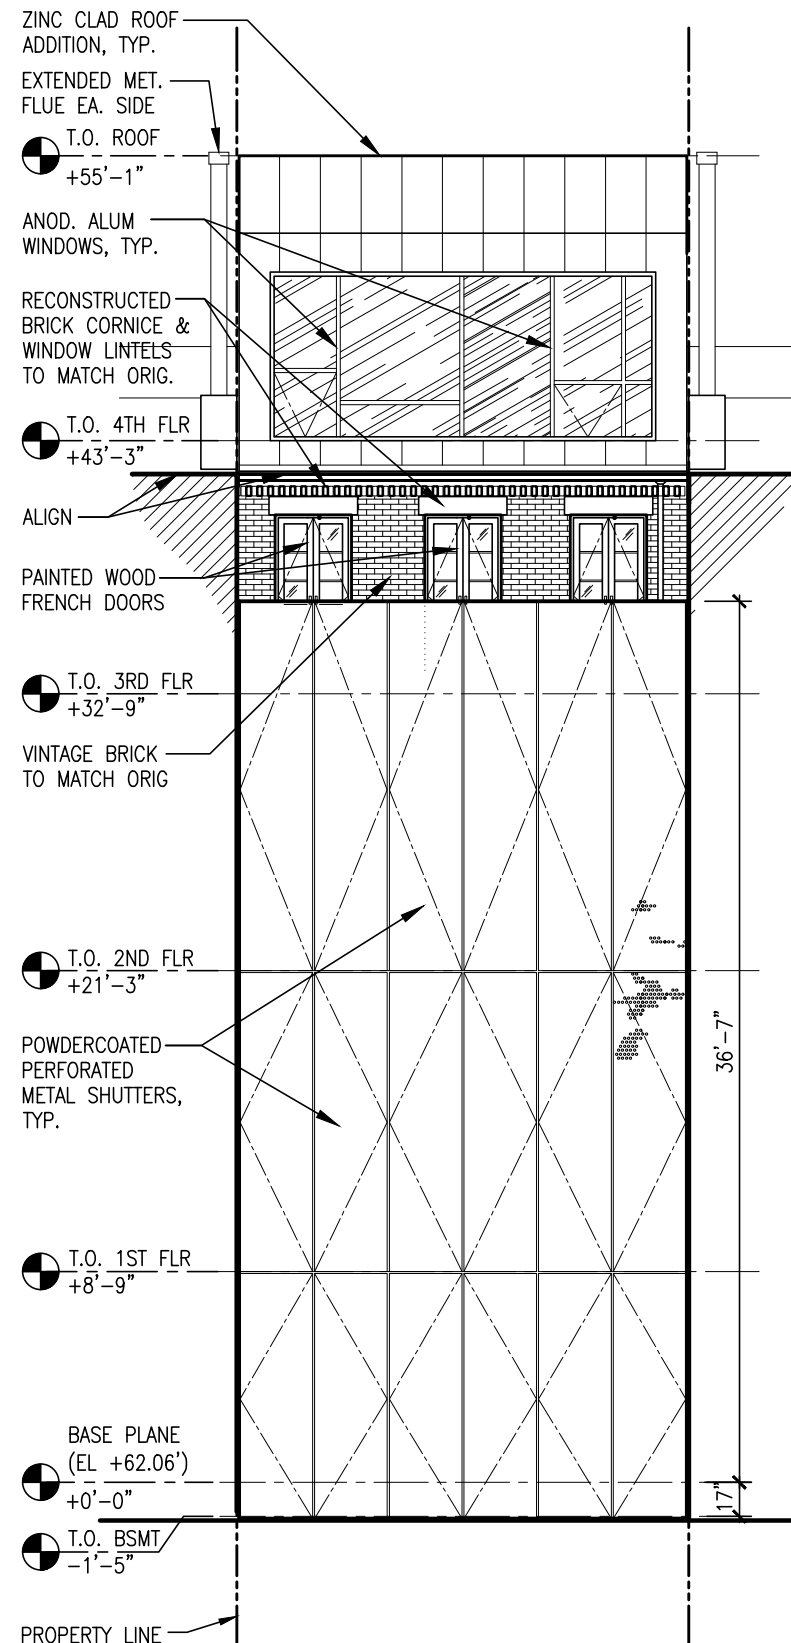 ZINC CLAD ROOF
ADDITION, TYP.
EXTENDED MET.
FLUE EA. SIDE
T.O. ROOF
+55'-1"
ANOD. ALUM
WINDOWS, TYP.
RECONSTRUCTED
BRICK CORNICE &
WINDOW LINTELS
TO MATCH ORIG.
T.O. 4TH FLR
+43'-3"
ALIGN
PAINTED WOOD
FRENCH DOORS
T.O. 3RD FLR
+32'-9"
VINTAGE BRICK
TO MATCH ORIG
T.O. 2ND FLR
+21'-3"
36'-7"
POWDERCOATED
PERFORATED
METAL SHUTTERS,
TYP.
T.O. 1ST FLR
+8'-9"
BASE PLANE
(EL +62.06')
+0'-0"
17"
T.O. BSMT
-1'-5"
PROPERTY LINE